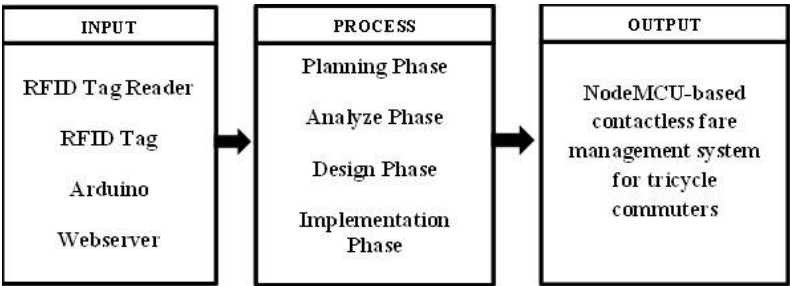 INPUT
RFID Tag Reader
RFID Tag
Arduino
Webserver
PROCESS
Planning Phase
Analyze Phase
Design Phase
Implementation
Phase
OUTPUT
NodeMCU-based
contactless fare
management system
for tricycle
commuters